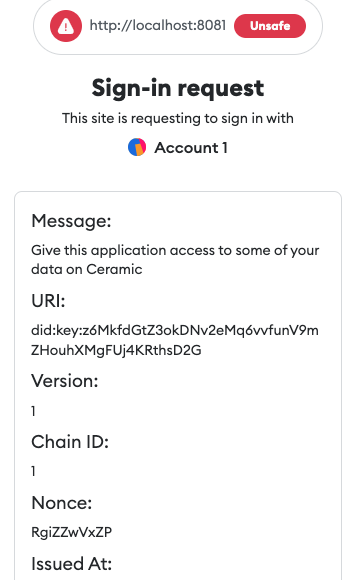 http://localhost:8081 Unsafe
Sign-in request
This site is requesting to sign in with
Account 1
Message:
Give this application access to some of your
data on Ceramic
URI:
did:key:z6MkfdGtZ3okDNv2eMq6vvfunV9m
ZHouhXMgFUj4KRthsD2G
Version:
1
Chain ID:
1
Nonce:
RgiZZwVxZP
Issued At: